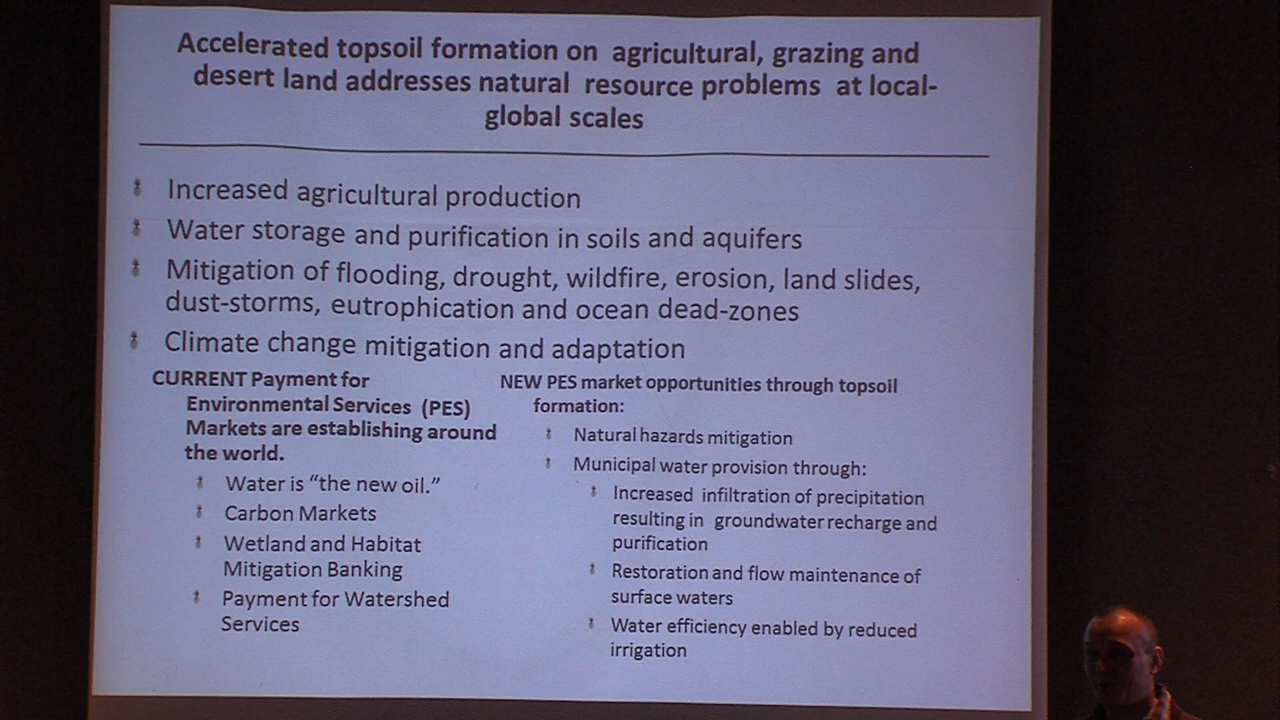 Accelerated topsoil formation on agricultural, grazing and
desert land addresses natural resource problems at local-
global scales
Increased agricultural production
Water storage and purification in soils and aquifers
Mitigation of flooding, drought, wildfire, erosion, land slides,
dust-storms, eutrophication and ocean dead-zones
Climate change mitigation and adaptation
CURRENT Payment for
Environmental Services (PES)
Markets are establishing around
the world.
Water is “the new oil.”
Carbon Markets
Wetland and Habitat
Mitigation Banking
Payment for Watershed
Services
NEW PES market opportunities through topsoil
formation:
Natural hazards mitigation
Municipal water provision through:
Increased infiltration of precipitation
resulting in groundwater recharge and
purification
Restoration and flow maintenance of
surface waters
Water efficiency enabled by reduced
irrigation